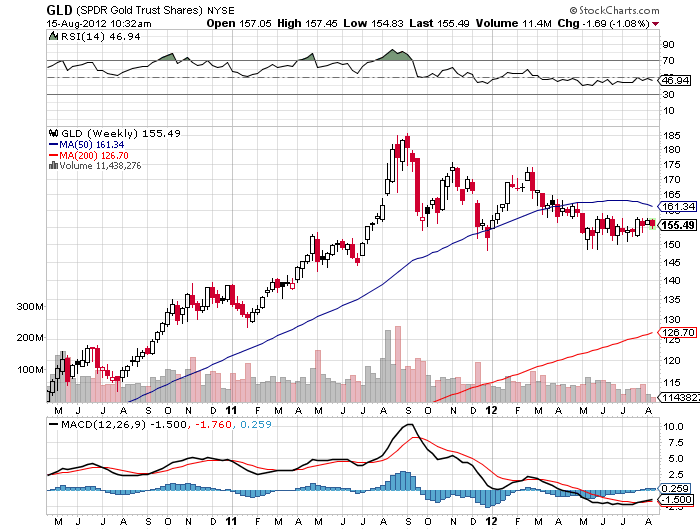 GLD (SPDR Gold Trust Shares) NYSE © StockCharts.com
15-Aug-2012 10:32am Open 157.05 High 157.45 Low 154.83 Last 155.49 Volume 11.4M Chg -1.69 (-1.08%)
RSI(14) 46.94
90
70
50
46.94
30
10
GLD (Weekly) 155.49
MA(50) 161.34
MA(200) 126.70
Volume 11,438,276
185
180
175
170
165
161.34
160
155.49
150
145
140
135
130
126.70
125
120
115
11438276
300M
200M
100M
M J J A S O N D 11 F M A M J J A S O N D 12 F M A M J J A
MACD(12,26,9) -1.500, -1.760, 0.259
10.0
7.5
5.0
2.5
0.259
-1.500
-2.5
M J J A S O N D 11 F M A M J J A S O N D 12 F M A M J J A